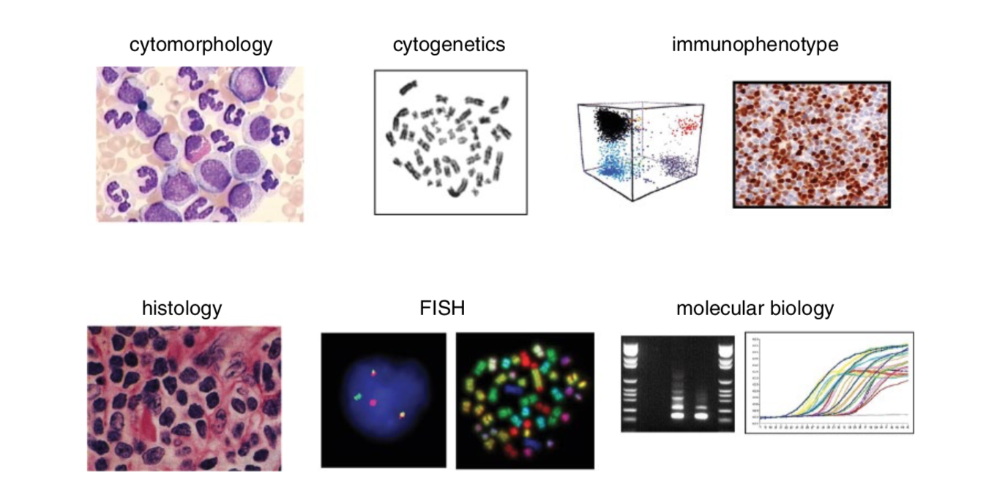 cytomorphology
cytogenetics
immunophenotype
histology
FISH
molecular biology